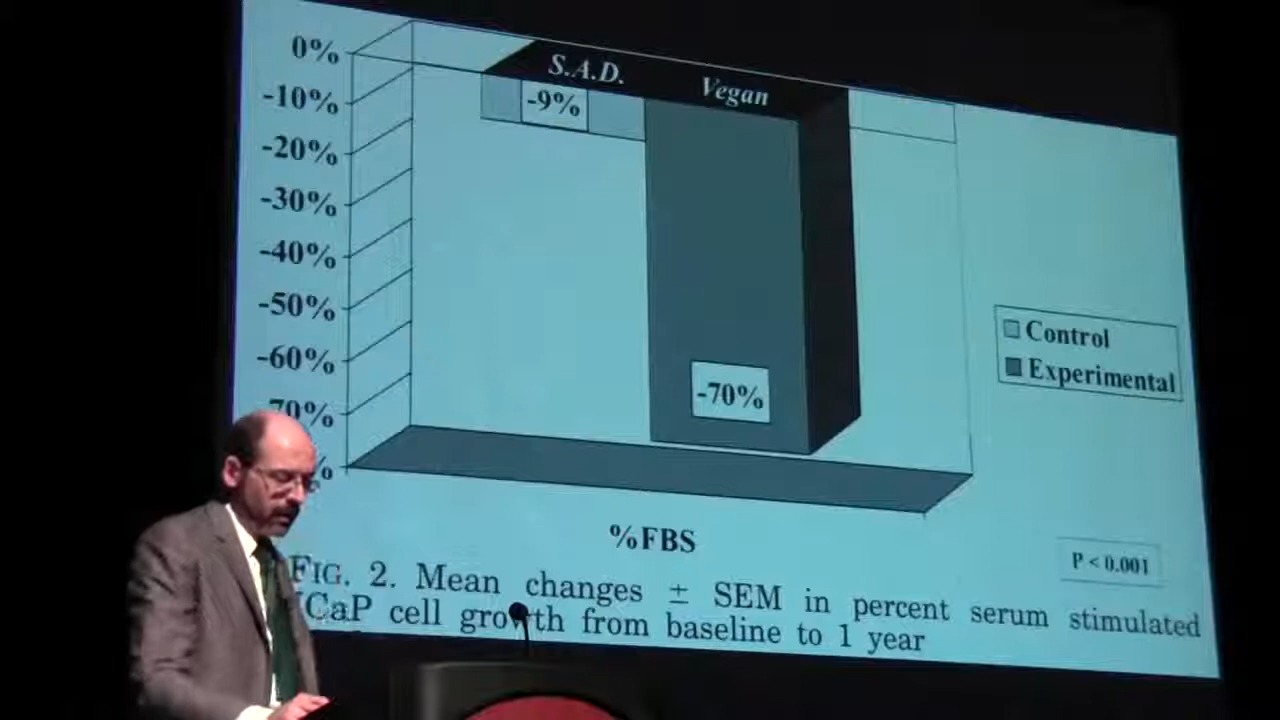 0%
-10%
-20%
-30%
-40%
-50%
-60%
70%
%
S.A.D.
Vegan
-9%
-70%
Control
Experimental
%FBS
P < 0.001
FIG. 2. Mean changes ± SEM in percent serum stimulated
CaP cell growth from baseline to 1 year